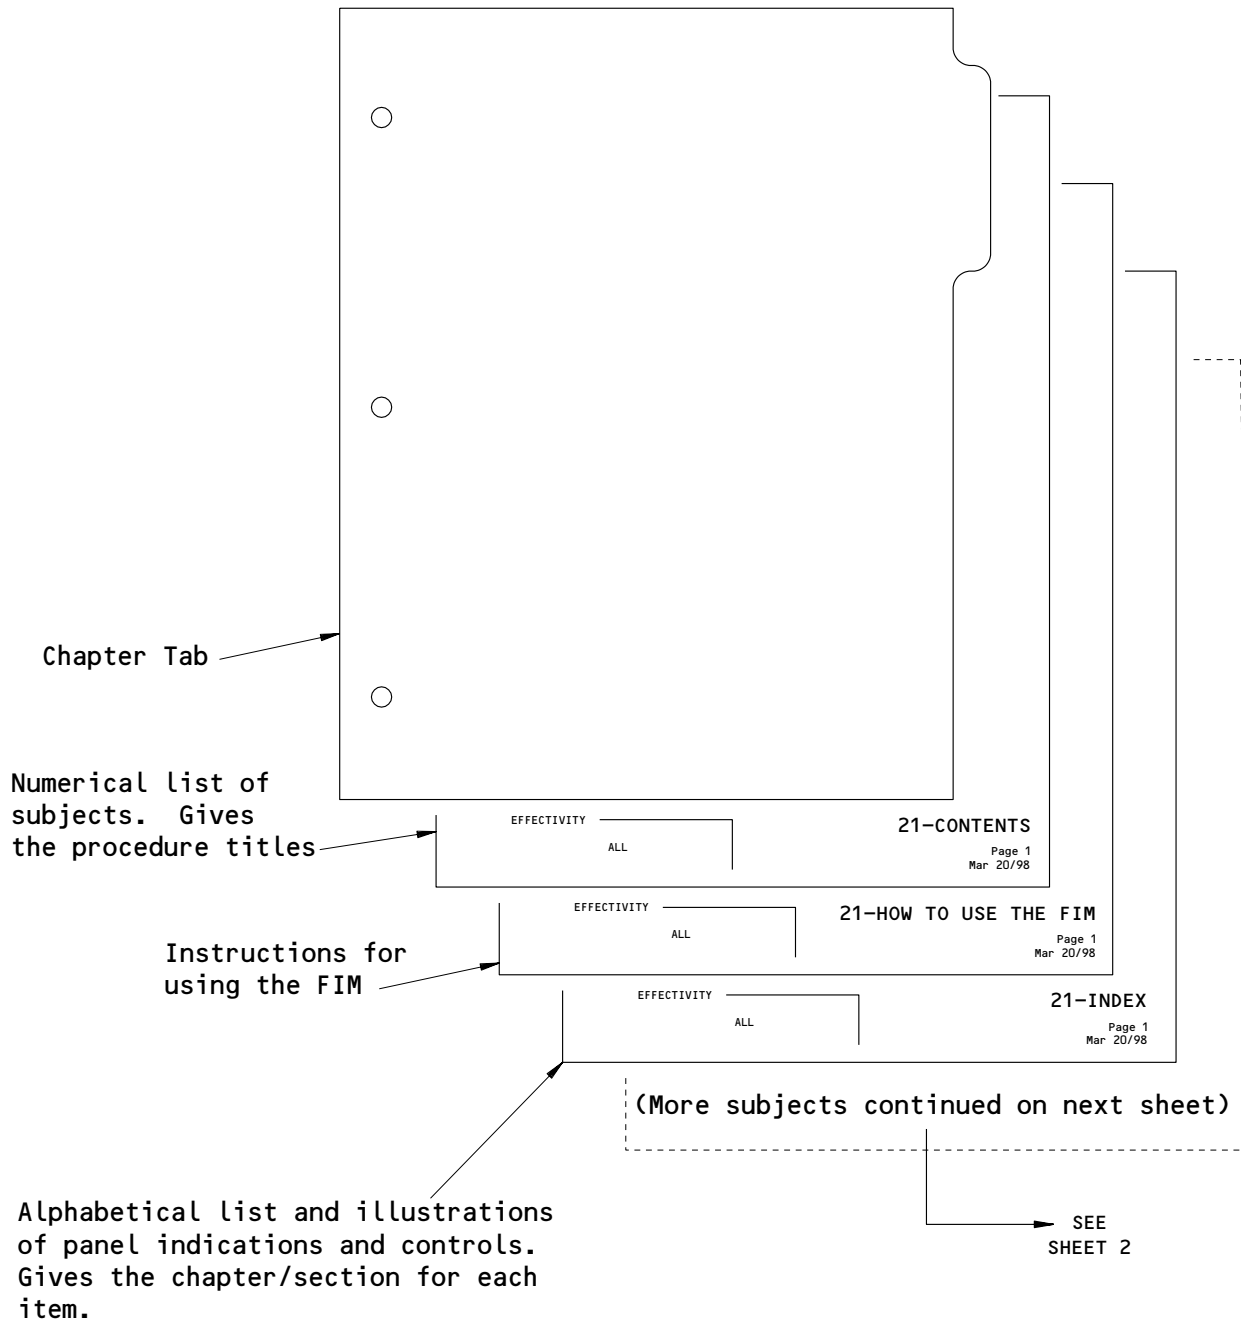 Chapter Tab
Numerical list of
subjects.  Gives
the procedure titles
EFFECTIVITY
ALL
21-CONTENTS
Page 1
Mar 20/98
Instructions for
using the FIM
EFFECTIVITY
ALL
21-HOW TO USE THE FIM
Page 1
Mar 20/98
EFFECTIVITY
ALL
21-INDEX
Page 1
Mar 20/98
(More subjects continued on next sheet)
Alphabetical list and illustrations
of panel indications and controls.
Gives the chapter/section for each
item.
SEE
SHEET 2